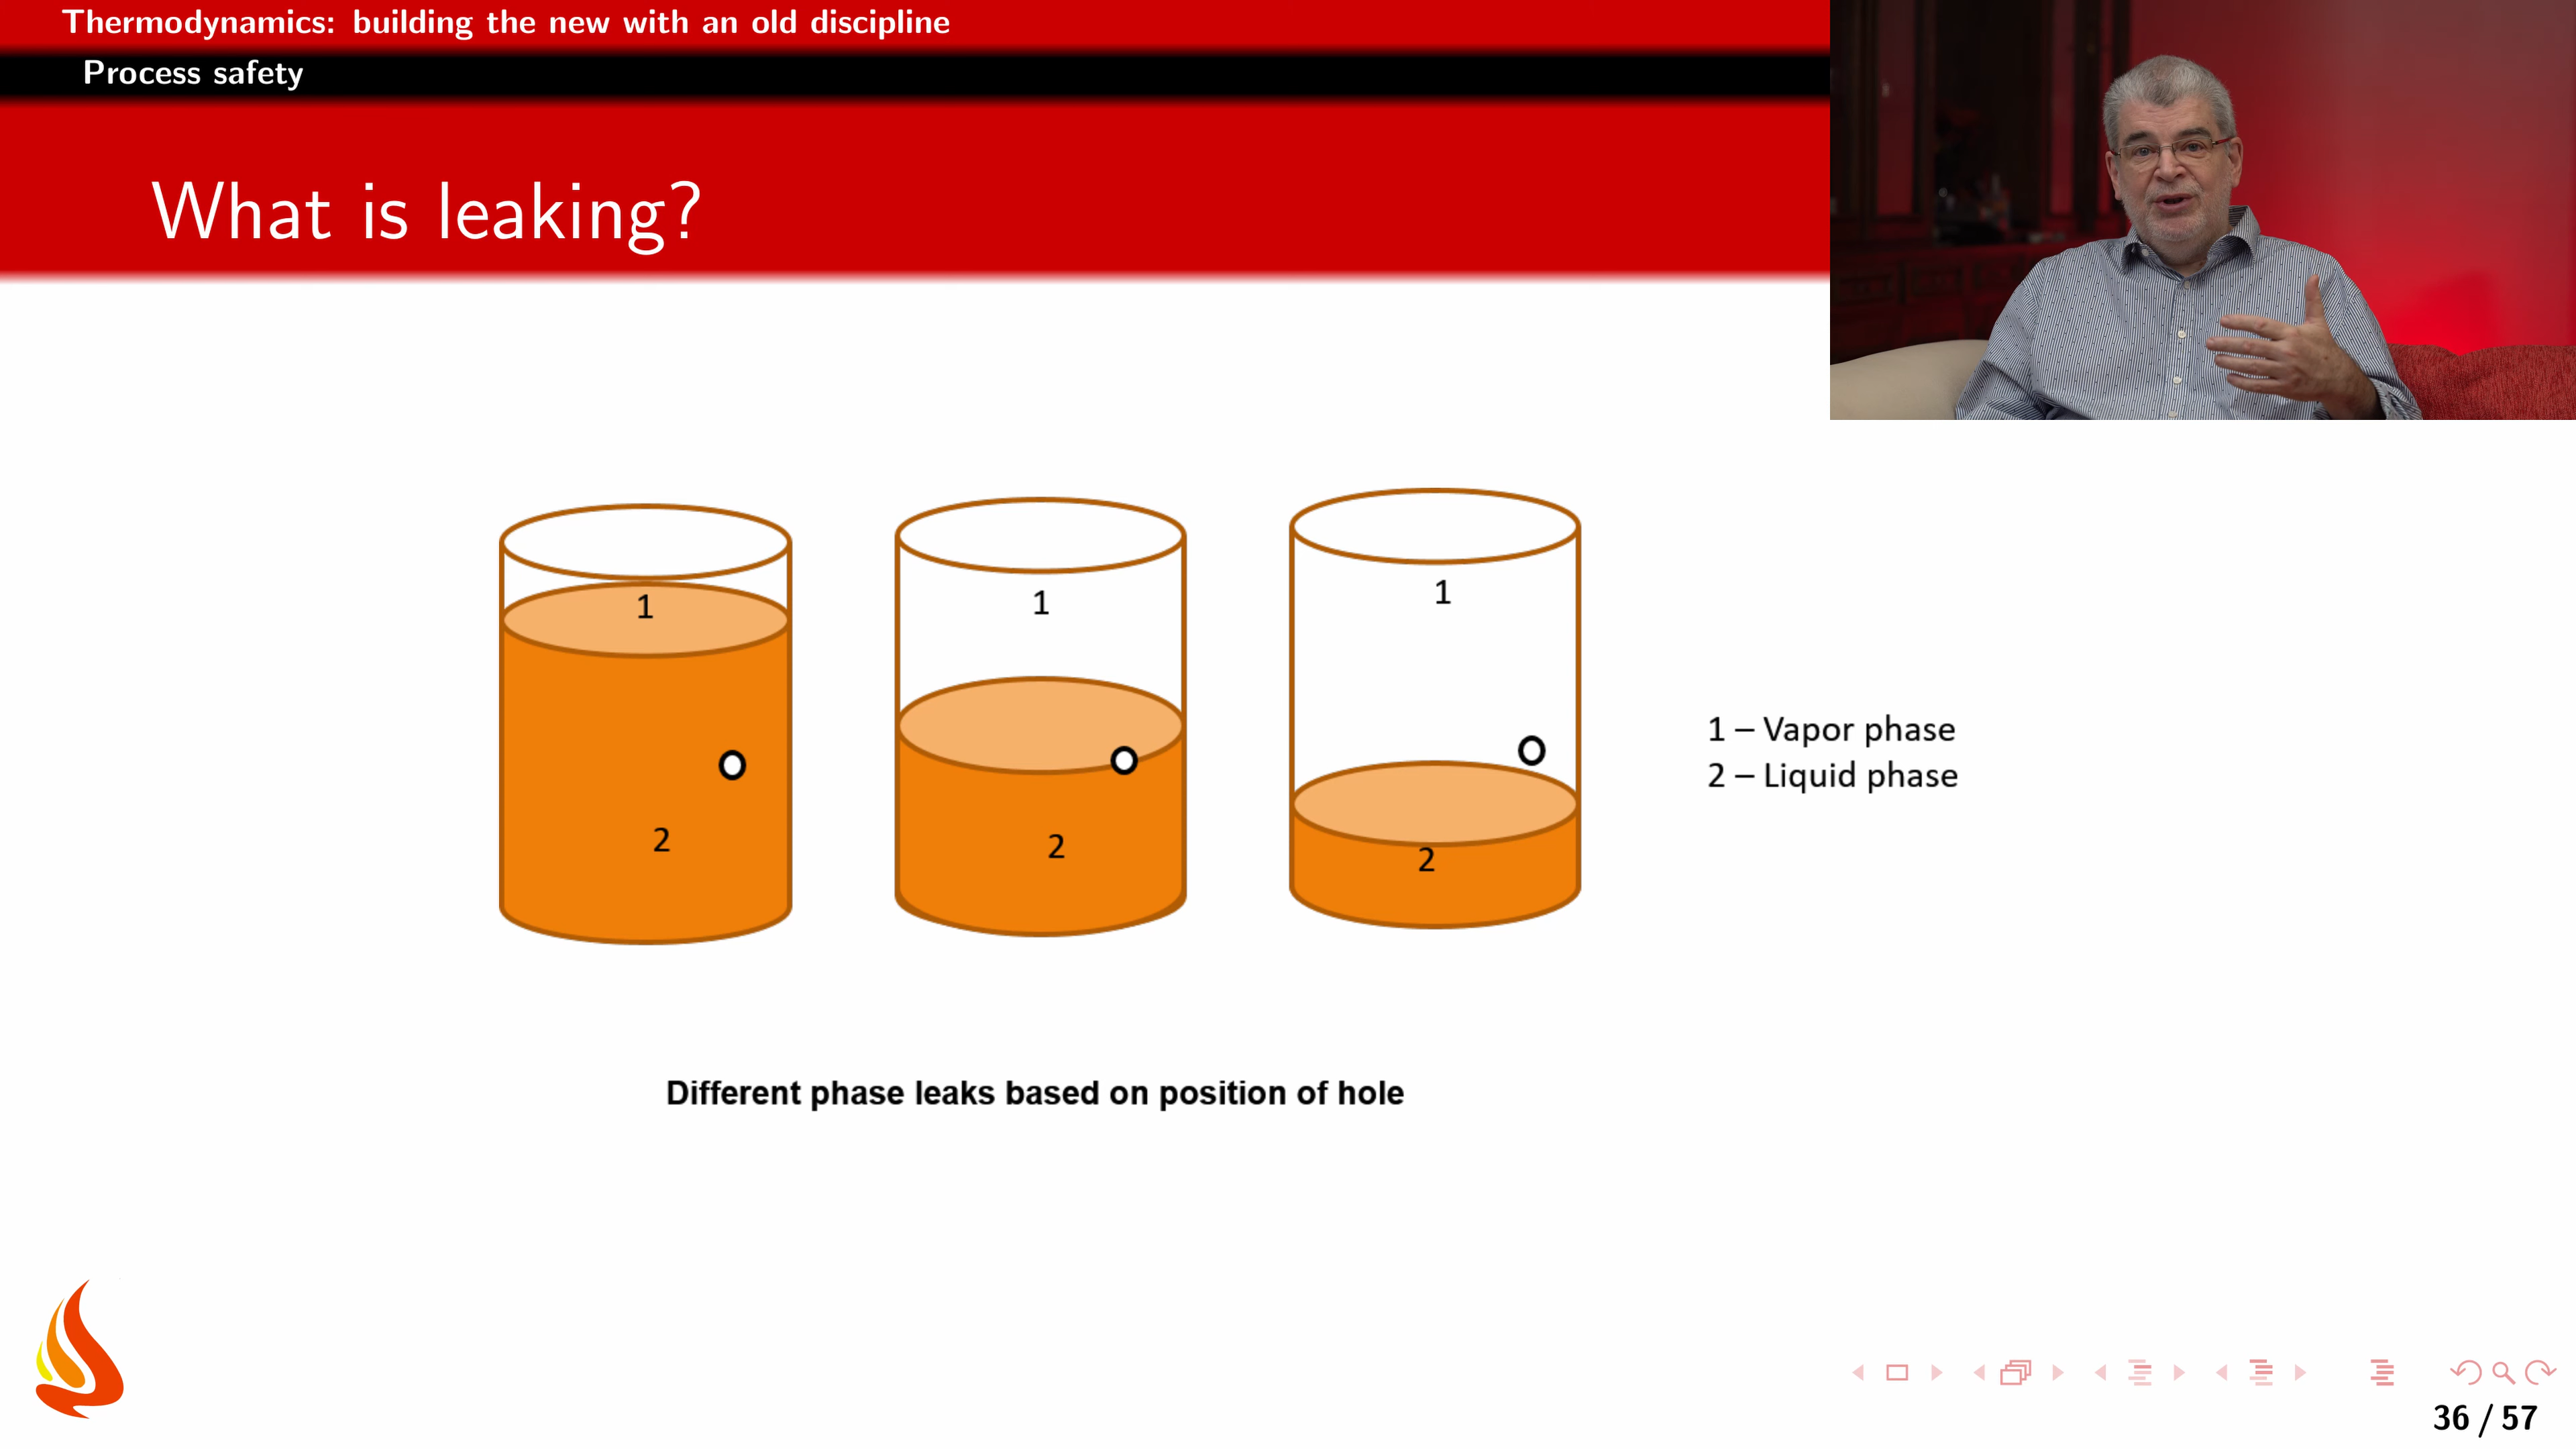 Thermodynamics: building the new with an old discipline
Process safety
What is leaking?
1
1
1
2
2
2
1 – Vapor phase
2 – Liquid phase
Different phase leaks based on position of hole
36 / 57